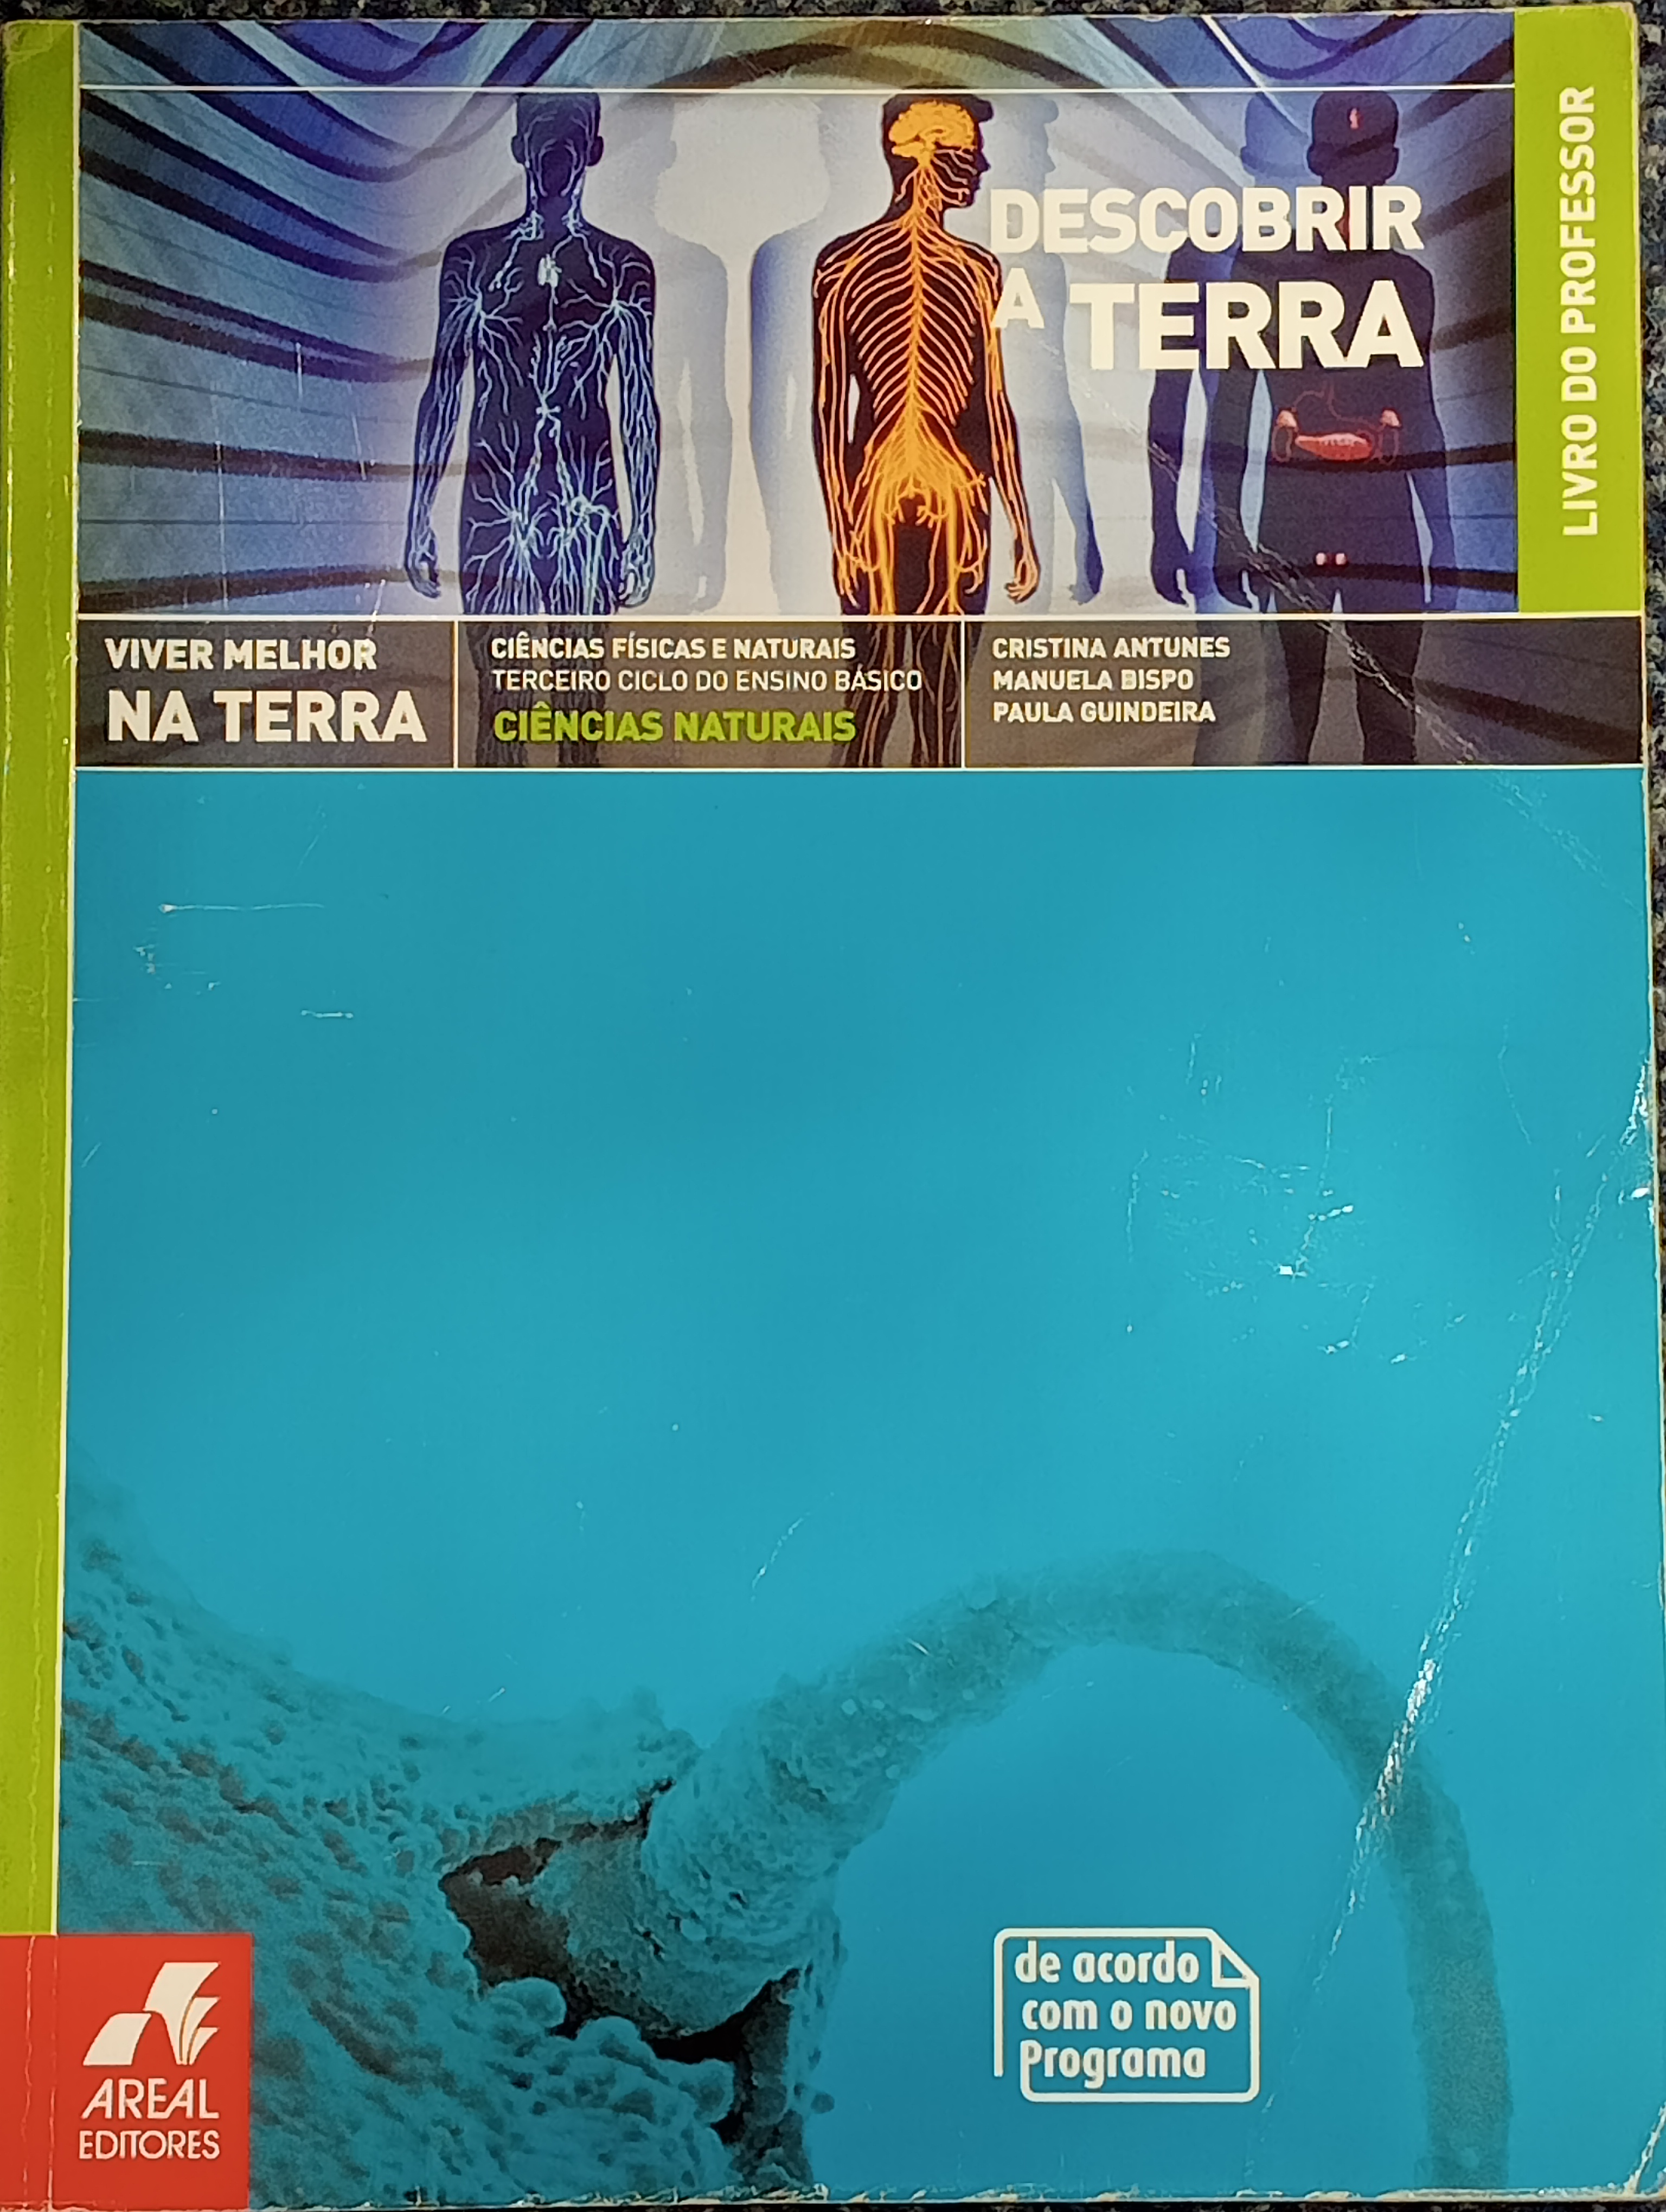 DESCOBRIR
A TERRA
LIVRO DO PROFESSOR
VIVER MELHOR
NA TERRA
CIÊNCIAS FÍSICAS E NATURAIS
TERCEIRO CICLO DO ENSINO BÁSICO
CIÊNCIAS NATURAIS
CRISTINA ANTUNES
MANUELA BISPO
PAULA GUINDEIRA
de acordo
com o novo
Programa
AREAL
EDITORES